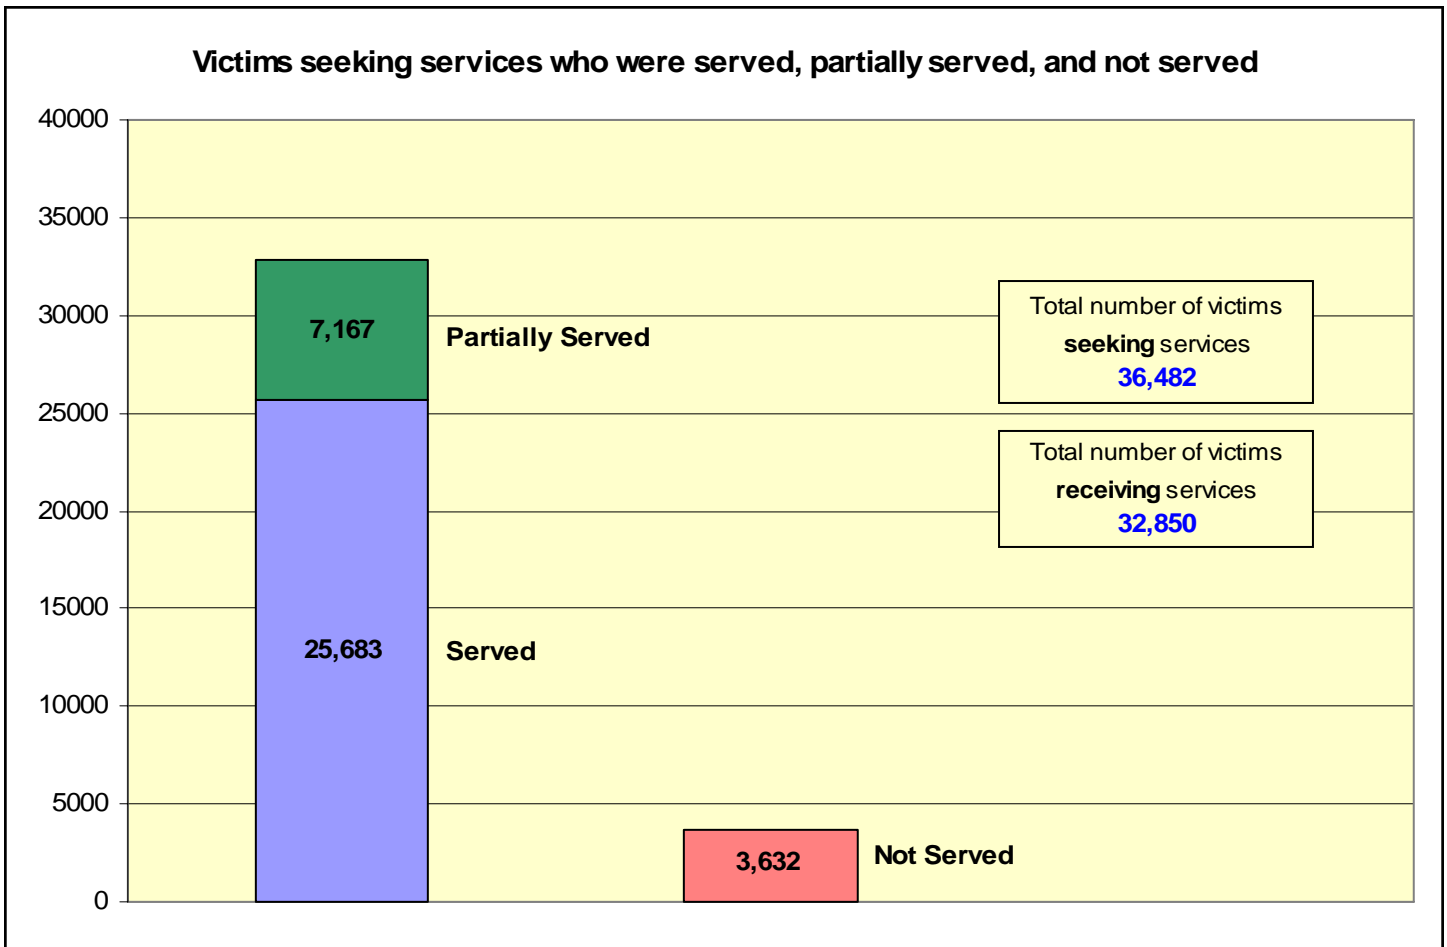 Victims seeking services who were served, partially served, and not served
40000
35000
30000
25000
20000
15000
10000
5000
0
7,167
Partially Served
25,683
Served
3,632
Not Served
Total number of victims
seeking services
36,482
Total number of victims
receiving services
32,850